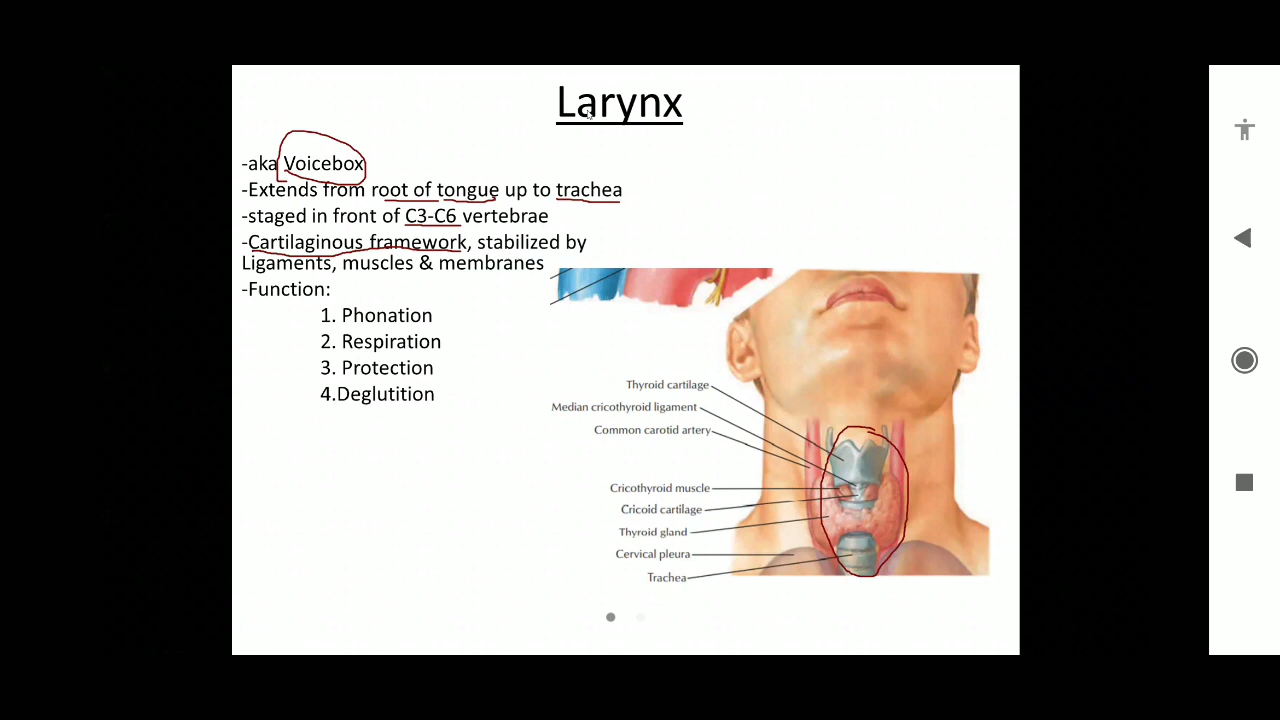 Larynx
-aka Voicebox
-Extends from root of tongue up to trachea
-staged in front of C3-C6 vertebrae
-Cartilaginous framework, stabilized by
Ligaments, muscles & membranes
-Function:
1. Phonation
2. Respiration
3. Protection
4.Deglutition
Thyroid cartilage
Median cricothyroid ligament
Common carotid artery
Cricothyroid muscle
Cricoid cartilage
Thyroid gland
Cervical pleura
Trachea